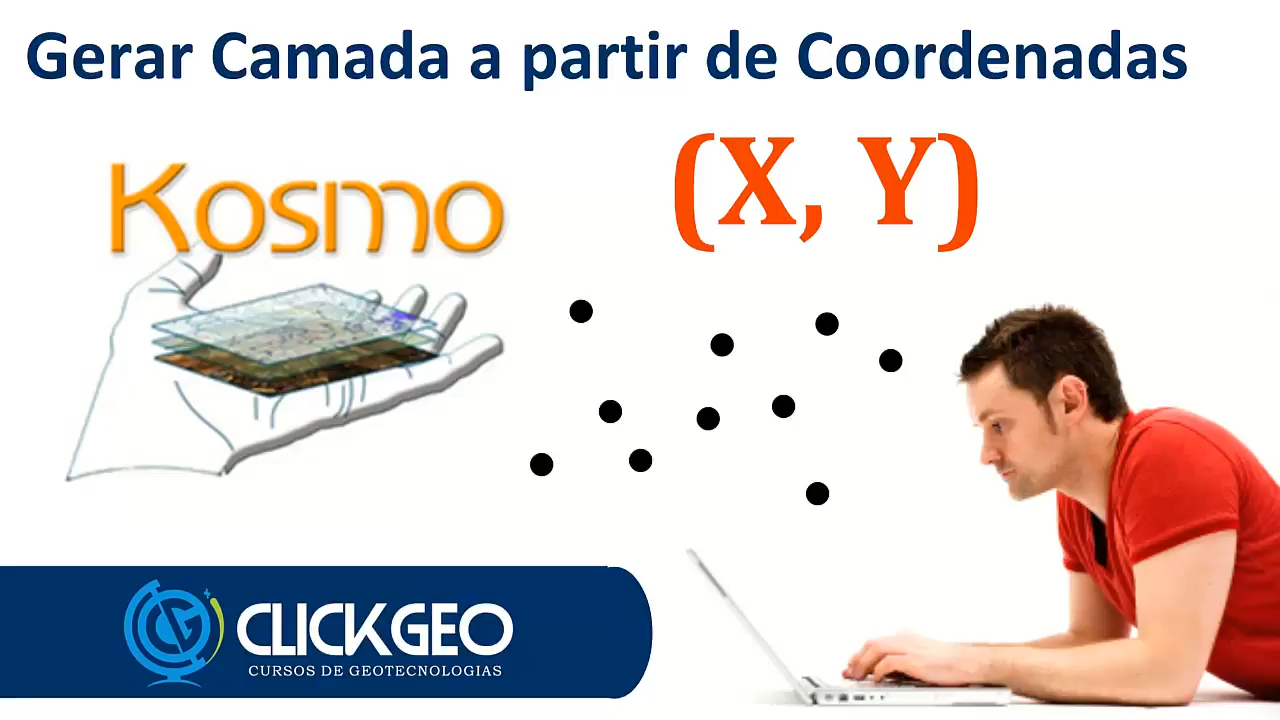 Gerar Camada a partir de Coordenadas
(X, Y)
Kosmo
CLICKGEO
CURSOS DE GEOTECNOLOGIAS